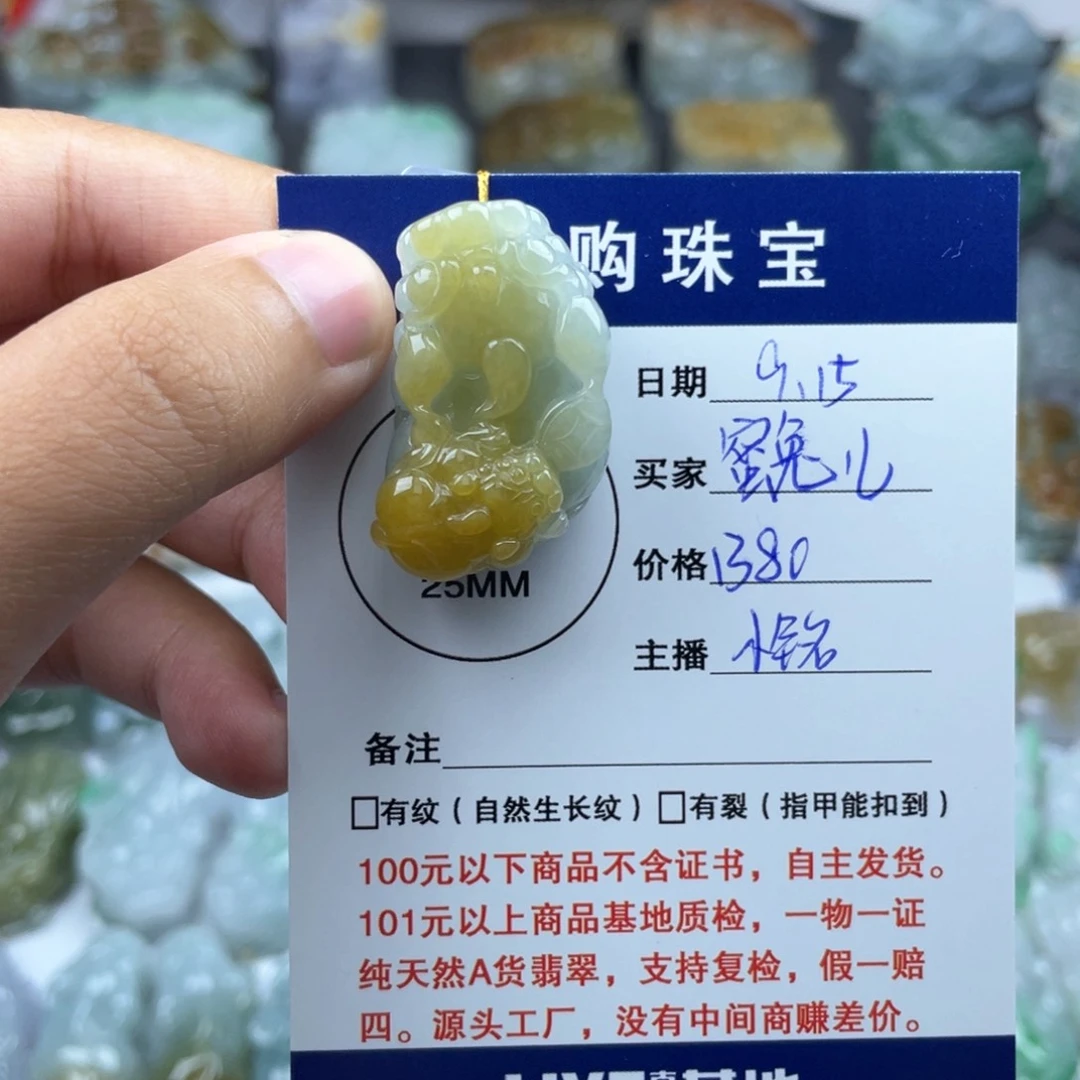 购珠宝
日期 9.15
买家 蜜兔儿
价格 1380
主播 小铭
25MM
备注
□有纹(自然生长纹)□有裂(指甲能扣到)
100元以下商品不含证书，自主发货。
101元以上商品基地质检，一物一证
纯天然A货翡翠，支持复检，假一赔
四。源头工厂，没有中间商赚差价。